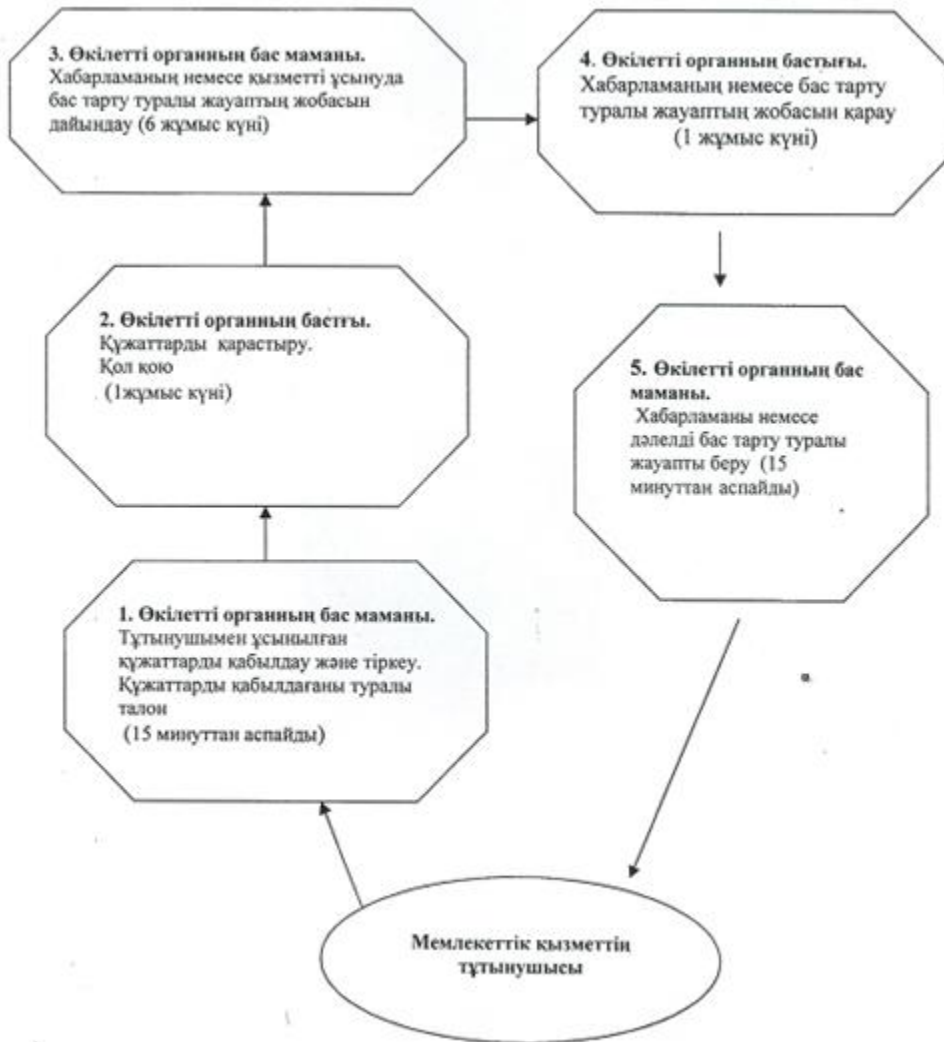 3. Өкілетті органның бас маманы.
Хабарламаның немесе қызметті ұсынуда
бас тарту туралы жауаптың жобасын
дайындау (6 жұмыс күні)
4. Өкілетті органның бастығы.
Хабарламаның немесе бас тарту
туралы жауаптың жобасын қарау
(1 жұмыс күні)
2. Өкілетті органның бастғы.
Құжаттарды қарастыру.
Қол қою
(1жұмыс күні)
5. Өкілетті органның бас
маманы.
Хабарламаны немесе
дәлелді бас тарту туралы
жауапты беру (15
минуттан аспайды)
1. Өкілетті органның бас маманы.
Тұтынушымен ұсынылған
құжаттарды қабылдау және тіркеу.
Құжаттарды қабылдағаны туралы
талон
(15 минуттан аспайды)
Мемлекеттік қызметтің
тұтынушысы